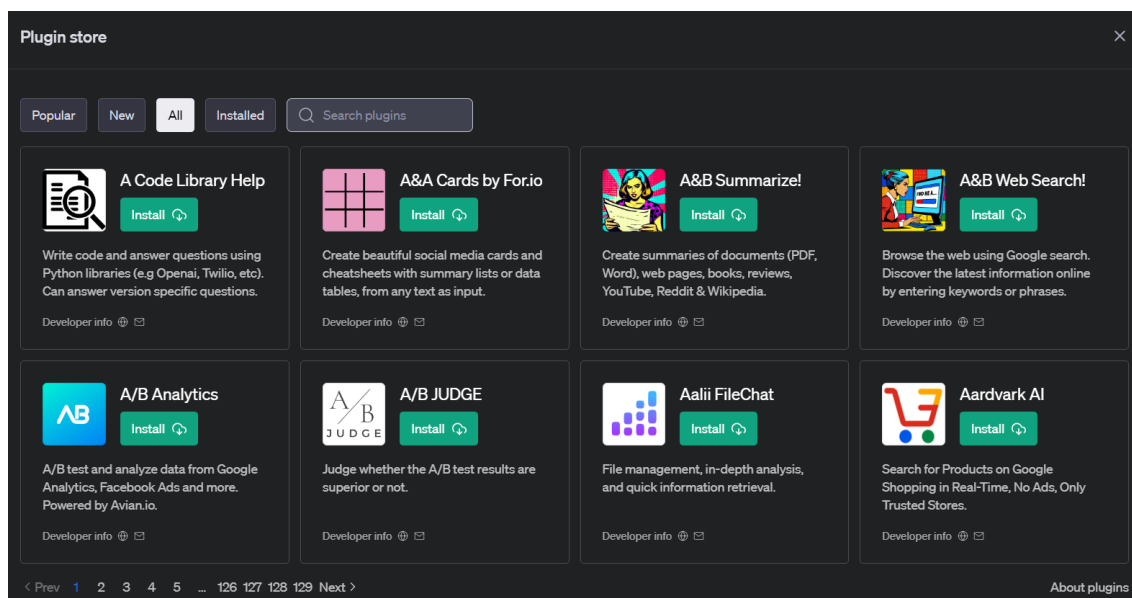 Plugin store
Popular New All Installed Search plugins
A Code Library Help
Install
Write code and answer questions using
Python libraries (e.g Openai, Twilio, etc).
Can answer version specific questions.
Developer info
A&A Cards by For.io
Install
Create beautiful social media cards and
cheatsheets with summary lists or data
tables, from any text as input.
Developer info
A&B Summarize!
Install
Create summaries of documents (PDF,
Word), web pages, books, reviews,
YouTube, Reddit & Wikipedia.
Developer info
FIND ME A...
A&B Web Search!
Install
Browse the web using Google search.
Discover the latest information online
by entering keywords or phrases.
Developer info
AB
A/B Analytics
Install
A/B test and analyze data from Google
Analytics, Facebook Ads and more.
Powered by Avian.io.
Developer info
A/B
JUDGE
A/B JUDGE
Install
Judge whether the A/B test results are
superior or not.
Developer info
Aalii FileChat
Install
File management, in-depth analysis,
and quick information retrieval.
Developer info
Aardvark AI
Install
Search for Products on Google
Shopping in Real-Time, No Ads, Only
Trusted Stores.
Developer info
< Prev 1 2 3 4 5 ... 126 127 128 129 Next > About plugins